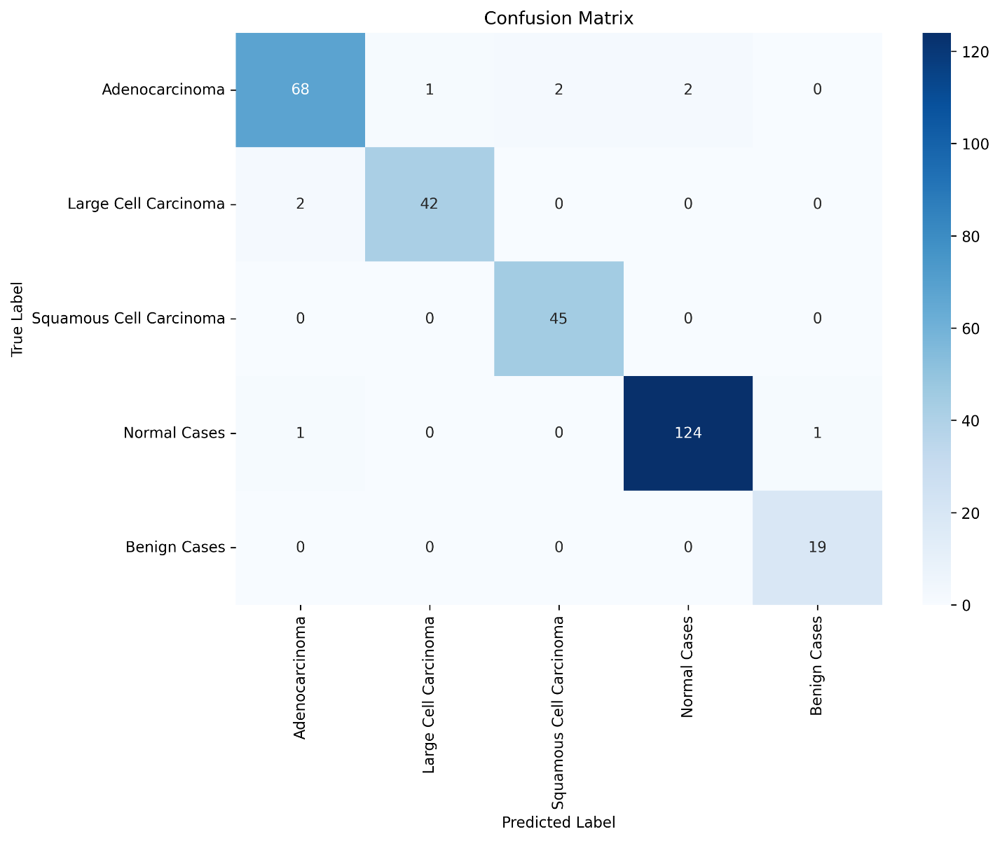 Confusion Matrix
True Label
Adenocarcinoma 68 1 2 2 0
Large Cell Carcinoma 2 42 0 0 0
Squamous Cell Carcinoma 0 0 45 0 0
Normal Cases 1 0 0 124 1
Benign Cases 0 0 0 0 19
Adenocarcinoma
Large Cell Carcinoma
Squamous Cell Carcinoma
Normal Cases
Benign Cases
Predicted Label
120
100
80
60
40
20
0